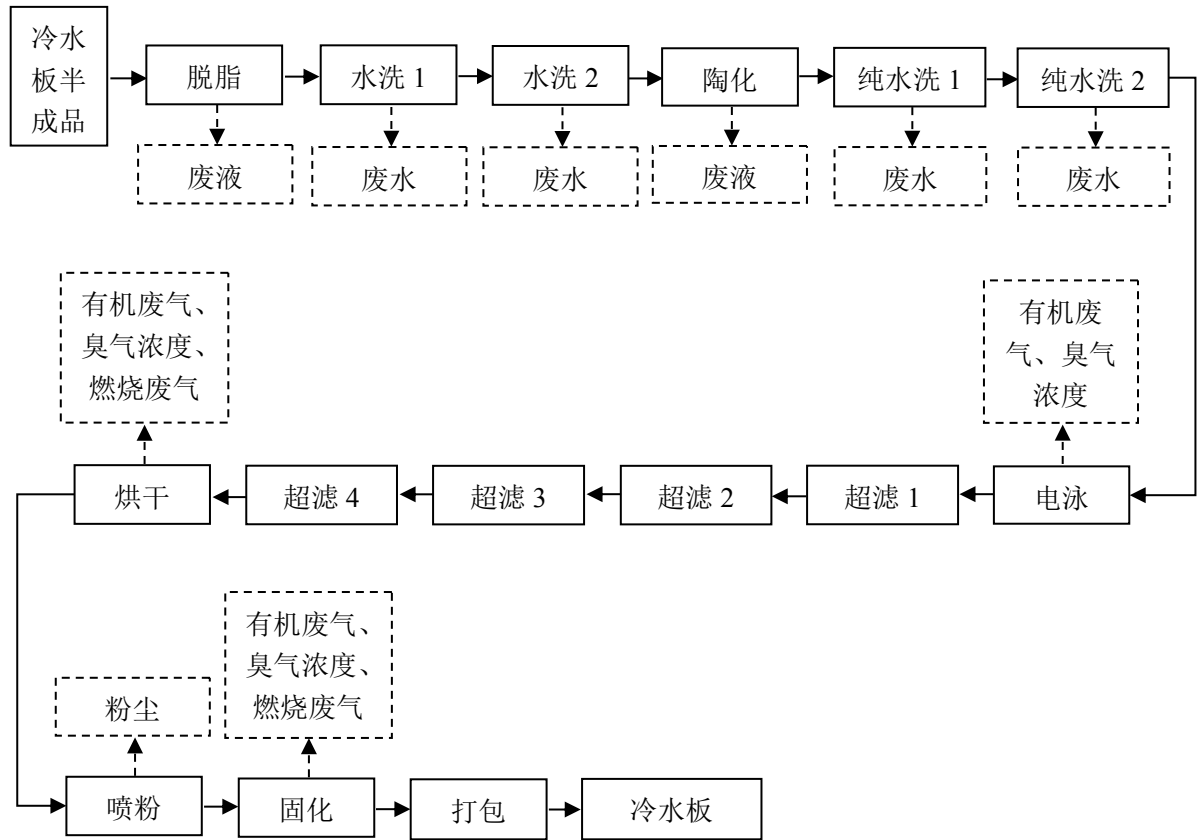 冷水
板半
成品
脱脂
水洗 1
水洗 2
陶化
纯水洗 1
纯水洗 2
废液
废水
废水
废液
废水
废水
有机废气、
臭气浓度、
燃烧废气
有机废
气、臭气
浓度
烘干
超滤 4
超滤 3
超滤 2
超滤 1
电泳
有机废气、
臭气浓度、
燃烧废气
粉尘
喷粉
固化
打包
冷水板